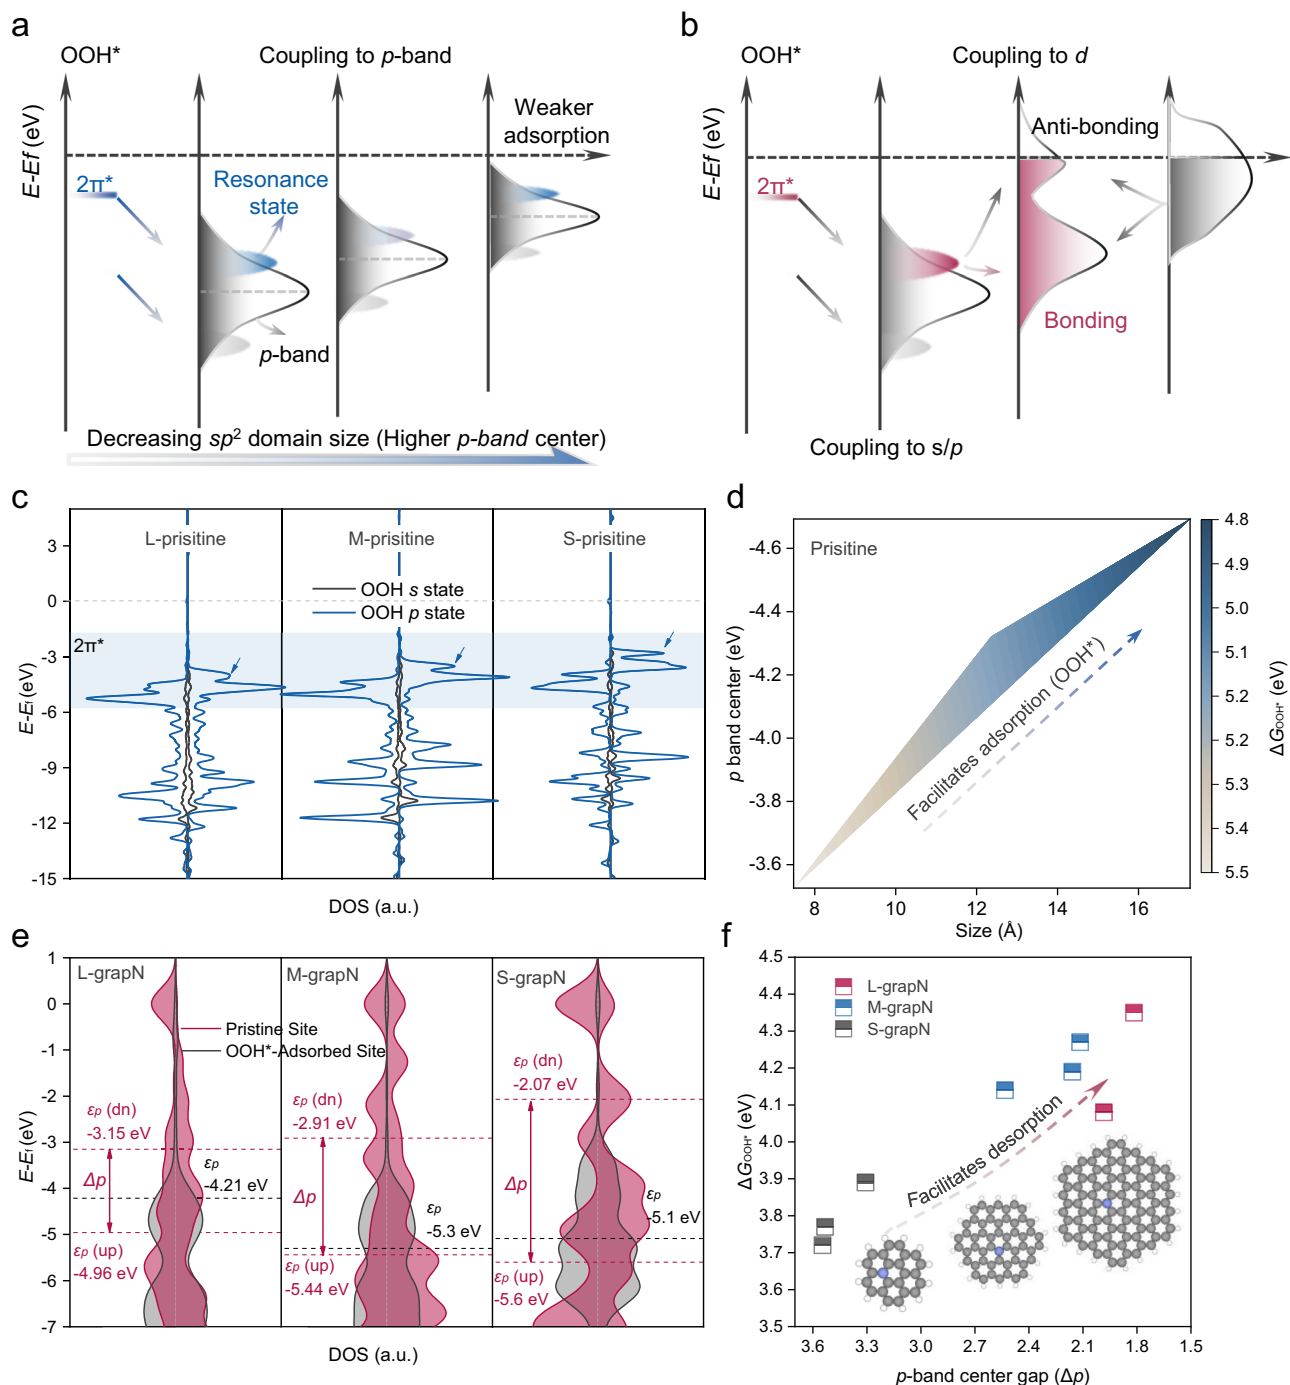 a
OOH*
Coupling to p-band
E-Ef (eV)
Weaker
adsorption
2π*
Resonance
state
p-band
Decreasing sp² domain size (Higher p-band center)
b
OOH*
Coupling to d
E-Ef (eV)
Anti-bonding
2π*
Bonding
Coupling to s/p
c
L-prisitine
M-prisitine
S-prisitine
OOH s state
OOH p state
2π*
3
0
-3
-6
-9
-12
-15
E-Ef (eV)
DOS (a.u.)
d
Prisitine
-4.6
-4.4
-4.2
-4.0
-3.8
-3.6
p band center (eV)
Facilitates adsorption (OOH*)
8
10
12
14
16
Size (Å)
4.8
4.9
5.0
5.1
5.2
5.2
5.3
5.4
5.5
ΔG_OOH* (eV)
e
L-grapN
M-grapN
S-grapN
Pristine Site
OOH*-Adsorbed Site
1
0
-1
-2
-3
-4
-5
-6
-7
E-Ef (eV)
εp (dn)
-3.15 eV
Δp
εp
-4.21 eV
εp (up)
-4.96 eV
εp (dn)
-2.91 eV
Δp
εp
-5.3 eV
εp (up)
-5.44 eV
εp (dn)
-2.07 eV
Δp
εp
-5.1 eV
εp (up)
-5.6 eV
DOS (a.u.)
f
L-grapN
M-grapN
S-grapN
4.5
4.4
4.3
4.2
4.1
4.0
3.9
3.8
3.7
3.6
3.5
ΔG_OOH* (eV)
Facilitates desorption
3.6
3.3
3.0
2.7
2.4
2.1
1.8
1.5
p-band center gap (Δp)